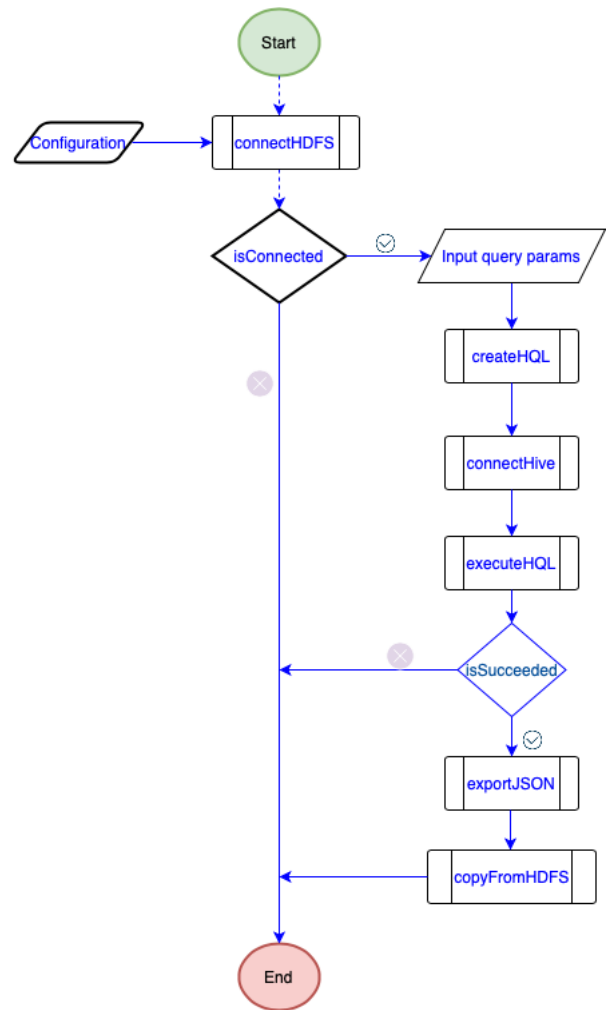 Start
Configuration
connectHDFS
isConnected
Input query params
createHQL
connectHive
executeHQL
isSucceeded
exportJSON
copyFromHDFS
End